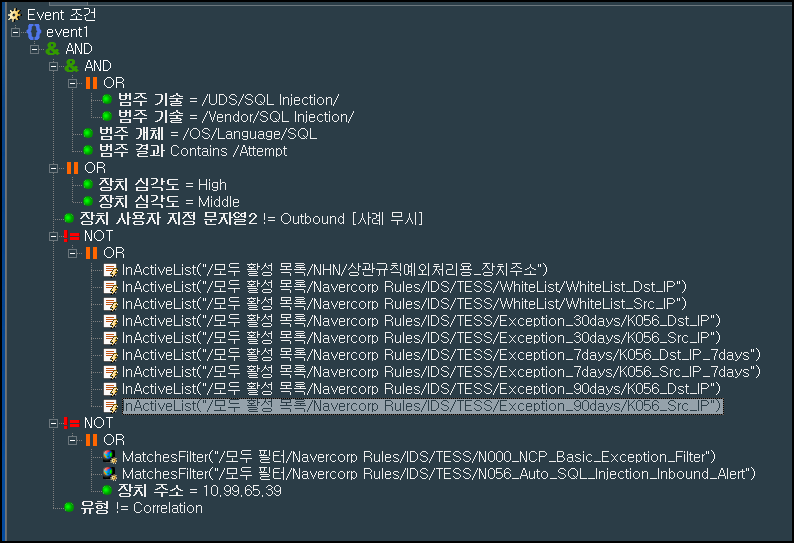 Event 조건
event1
AND
AND
OR
범주 기술 = /UDS/SQL Injection/
범주 기술 = /Vendor/SQL Injection/
범주 개체 = /OS/Language/SQL
범주 결과 Contains /Attempt
OR
장치 심각도 = High
장치 심각도 = Middle
장치 사용자 지정 문자열2 != Outbound [사례 무시]
!= NOT
OR
InActiveList("/모두 활성 목록/NHN/상관규칙예외처리용_장치주소")
InActiveList("/모두 활성 목록/Navercorp Rules/IDS/TESS/WhiteList/WhiteList_Dst_IP")
InActiveList("/모두 활성 목록/Navercorp Rules/IDS/TESS/WhiteList/WhiteList_Src_IP")
InActiveList("/모두 활성 목록/Navercorp Rules/IDS/TESS/Exception_30days/K056_Dst_IP")
InActiveList("/모두 활성 목록/Navercorp Rules/IDS/TESS/Exception_30days/K056_Src_IP")
InActiveList("/모두 활성 목록/Navercorp Rules/IDS/TESS/Exception_7days/K056_Dst_IP_7days")
InActiveList("/모두 활성 목록/Navercorp Rules/IDS/TESS/Exception_7days/K056_Src_IP_7days")
InActiveList("/모두 활성 목록/Navercorp Rules/IDS/TESS/Exception_90days/K056_Dst_IP")
InActiveList("/모두 활성 목록/Navercorp Rules/IDS/TESS/Exception_90days/K056_Src_IP")
!= NOT
OR
MatchesFilter("/모두 필터/Navercorp Rules/IDS/TESS/N000_NCP_Basic_Exception_Filter")
MatchesFilter("/모두 필터/Navercorp Rules/IDS/TESS/N056_Auto_SQL_Injection_Inbound_Alert")
장치 주소 = 10,99,65,39
유형 != Correlation